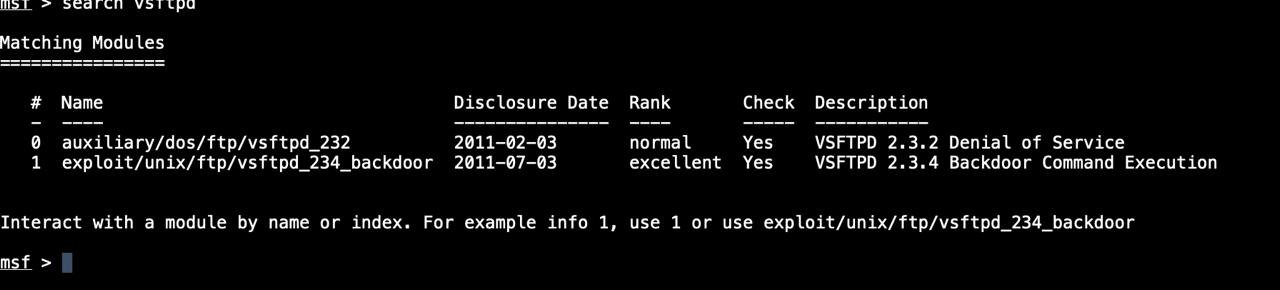 msf > search vsftpd
Matching Modules
================
# Name Disclosure Date Rank Check Description
- ---- --------------- ---- ----- -----------
0 auxiliary/dos/ftp/vsftpd_232 2011-02-03 normal Yes VSFTPD 2.3.2 Denial of Service
1 exploit/unix/ftp/vsftpd_234_backdoor 2011-07-03 excellent Yes VSFTPD 2.3.4 Backdoor Command Execution
Interact with a module by name or index. For example info 1, use 1 or use exploit/unix/ftp/vsftpd_234_backdoor
msf >